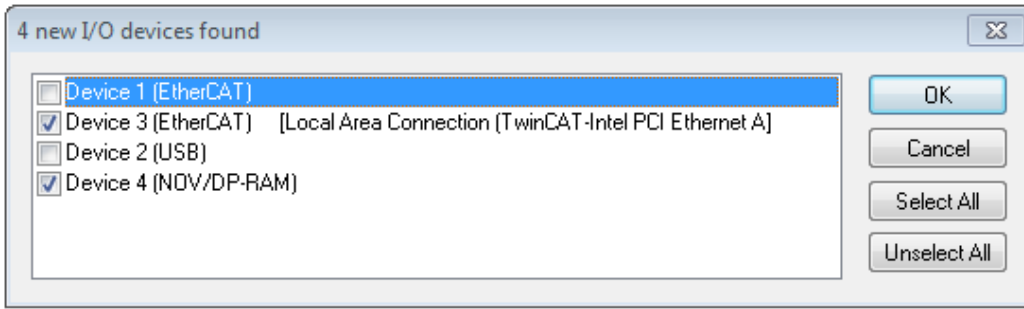 4 new I/O devices found
Device 1 (EtherCAT)
Device 3 (EtherCAT) [Local Area Connection (TwinCAT-Intel PCI Ethernet A]
Device 2 (USB)
Device 4 (NOV/DP-RAM)
OK
Cancel
Select All
Unselect All